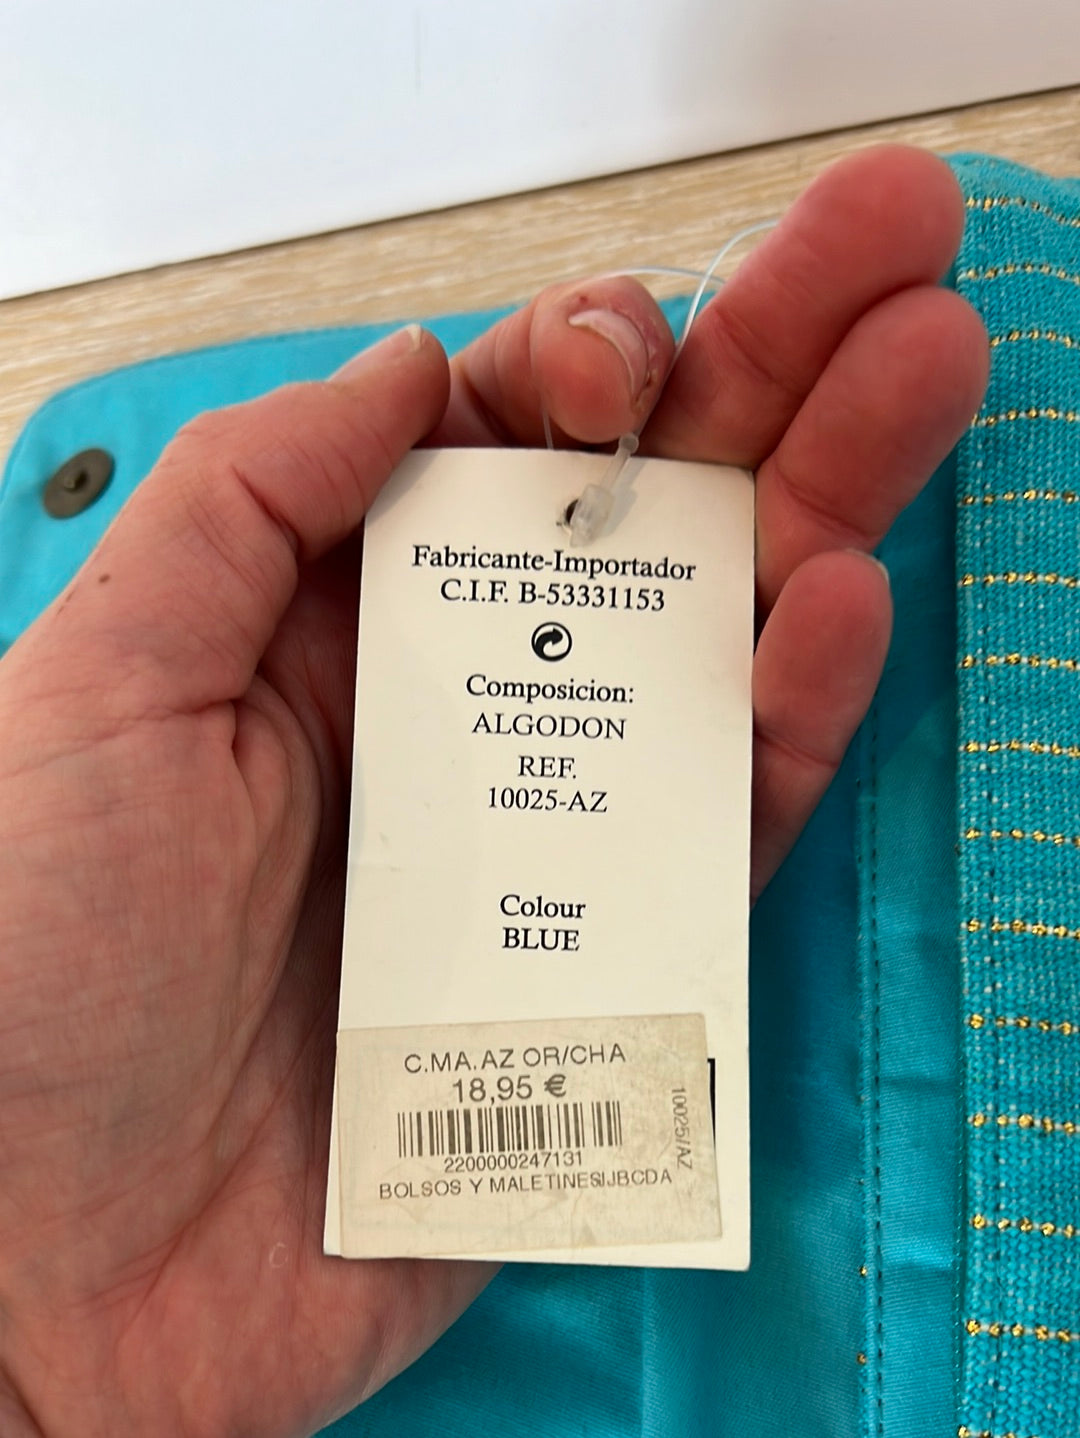 Fabricante-Importador
C.I.F. B-53331153
Composicion:
ALGODON
REF.
10025-AZ
Colour
BLUE
C.MA.AZ OR/CHA
18,95 €
2200000247131
BOLSOS Y MALETINES
10025/AZ